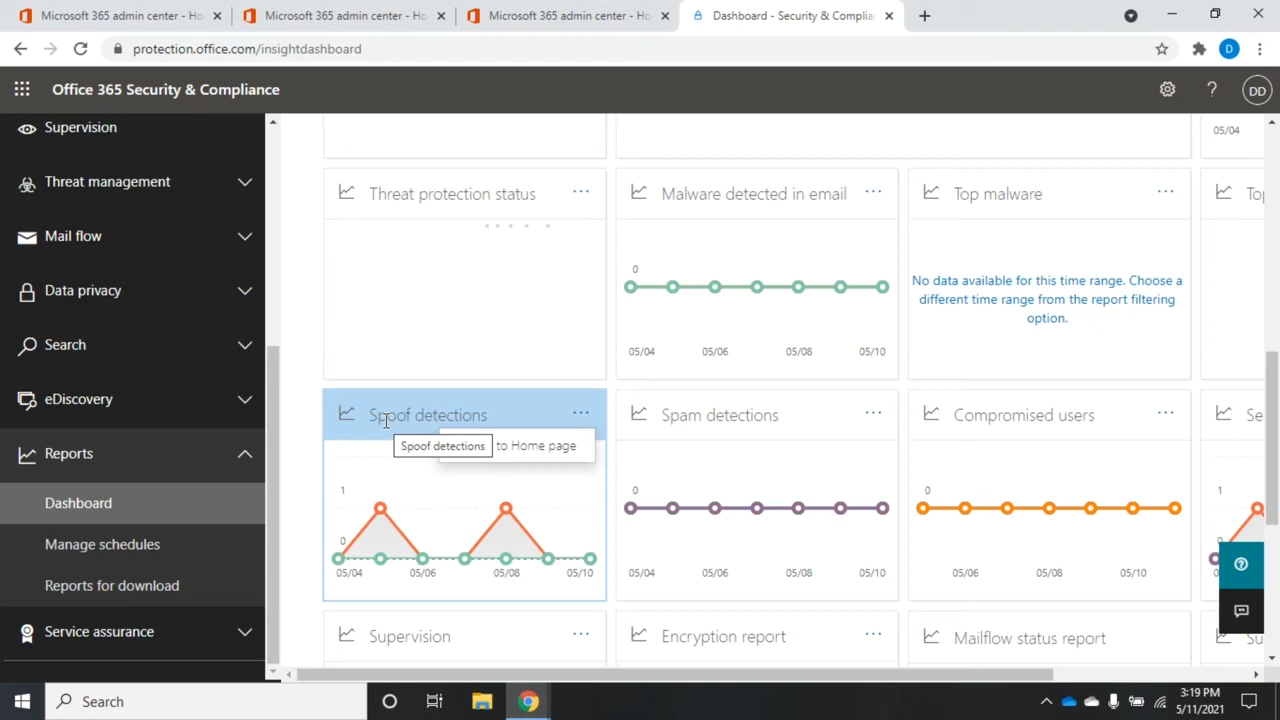 Microsoft 365 admin center - Ho
Microsoft 365 admin center - Ho
Microsoft 365 admin center - Ho
Dashboard - Security & Complia
protection.office.com/insightdashboard
D
Office 365 Security & Compliance
?
DD
Supervision
Threat management
Mail flow
Data privacy
Search
eDiscovery
Reports
Dashboard
Manage schedules
Reports for download
Service assurance
05/04
Threat protection status
Malware detected in email
0
05/04 05/06 05/08 05/10
Top malware
No data available for this time range. Choose a
different time range from the report filtering
option.
To
Spoof detections
Spoof detections
to Home page
1
0
05/04 05/06 05/08 05/10
Spam detections
0
05/04 05/06 05/08 05/10
Compromised users
0
05/06 05/08 05/10
Se
1
05/04
Supervision
Encryption report
Mailflow status report
Su
Search
3:19 PM
5/11/2021